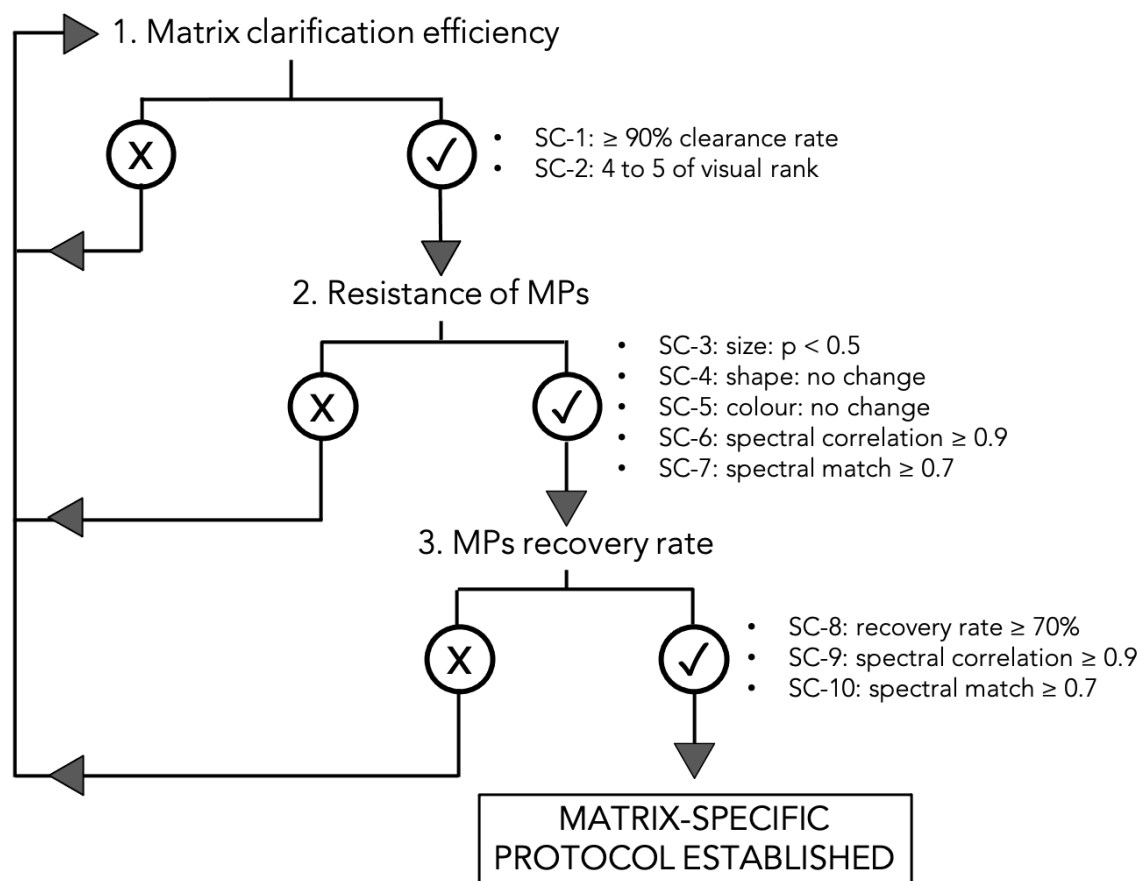 1. Matrix clarification efficiency
X
✓
• SC-1: ≥ 90% clearance rate
• SC-2: 4 to 5 of visual rank
2. Resistance of MPs
X
✓
• SC-3: size: p < 0.5
• SC-4: shape: no change
• SC-5: colour: no change
• SC-6: spectral correlation ≥ 0.9
• SC-7: spectral match ≥ 0.7
3. MPs recovery rate
X
✓
• SC-8: recovery rate ≥ 70%
• SC-9: spectral correlation ≥ 0.9
• SC-10: spectral match ≥ 0.7
MATRIX-SPECIFIC
PROTOCOL ESTABLISHED